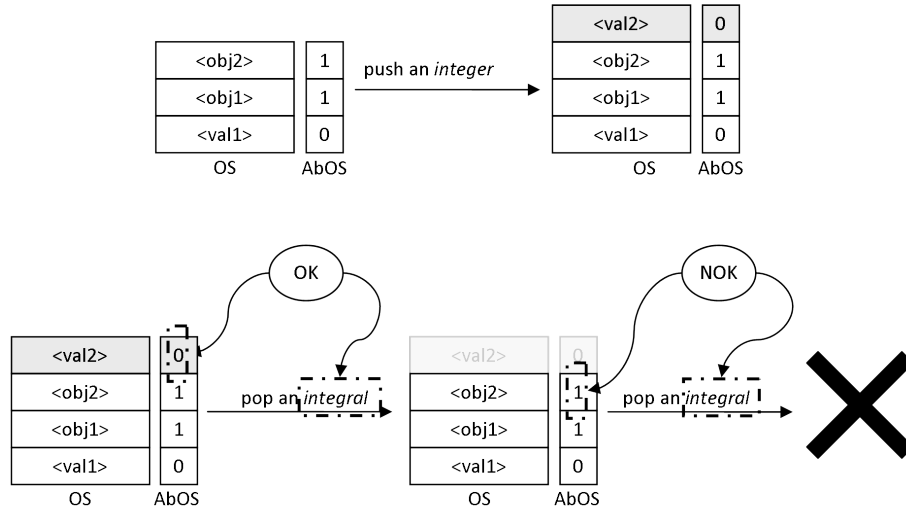 <val2> 0
<obj2> 1
push an integer
<obj2> 1
<obj1> 1
<obj1> 1
<val1> 0
<val1> 0
OS AbOS
OS AbOS
OK
NOK
<val2> 0
<val2> 0
<obj2> 1
pop an integral
<obj2> 1
pop an integral
<obj1> 1
<obj1> 1
<val1> 0
<val1> 0
OS AbOS
OS AbOS